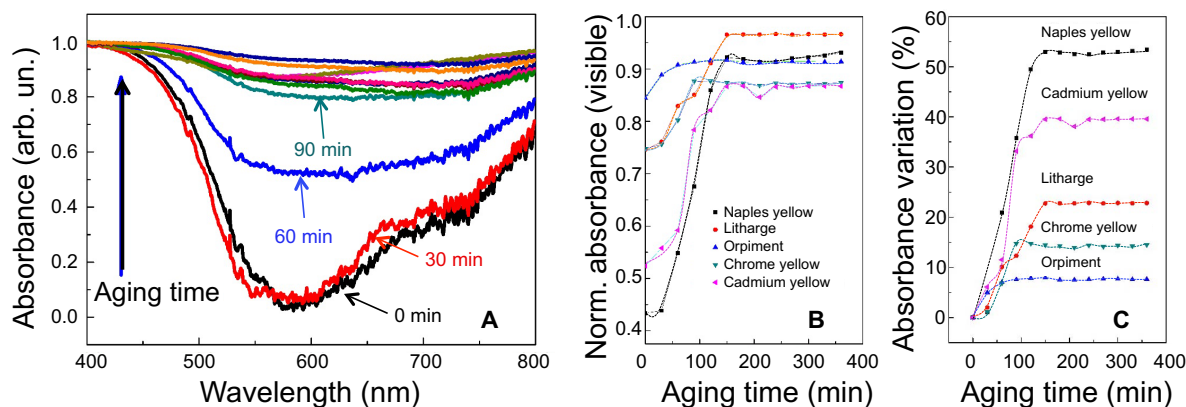 Absorbance (arb. un.)
1.0
0.8
0.6
0.4
0.2
0.0
90 min
60 min
30 min
0 min
Aging time
A
400 500 600 700 800
Wavelength (nm)
Norm. absorbance (visible)
1.0
0.9
0.8
0.7
0.6
0.5
0.4
Naples yellow
Litharge
Orpiment
Chrome yellow
Cadmium yellow
B
0 100 200 300
Aging time (min)
Absorbance variation (%)
60
50
40
30
20
10
0
Naples yellow
Cadmium yellow
Litharge
Chrome yellow
Orpiment
C
0 100 200 300
Aging time (min)